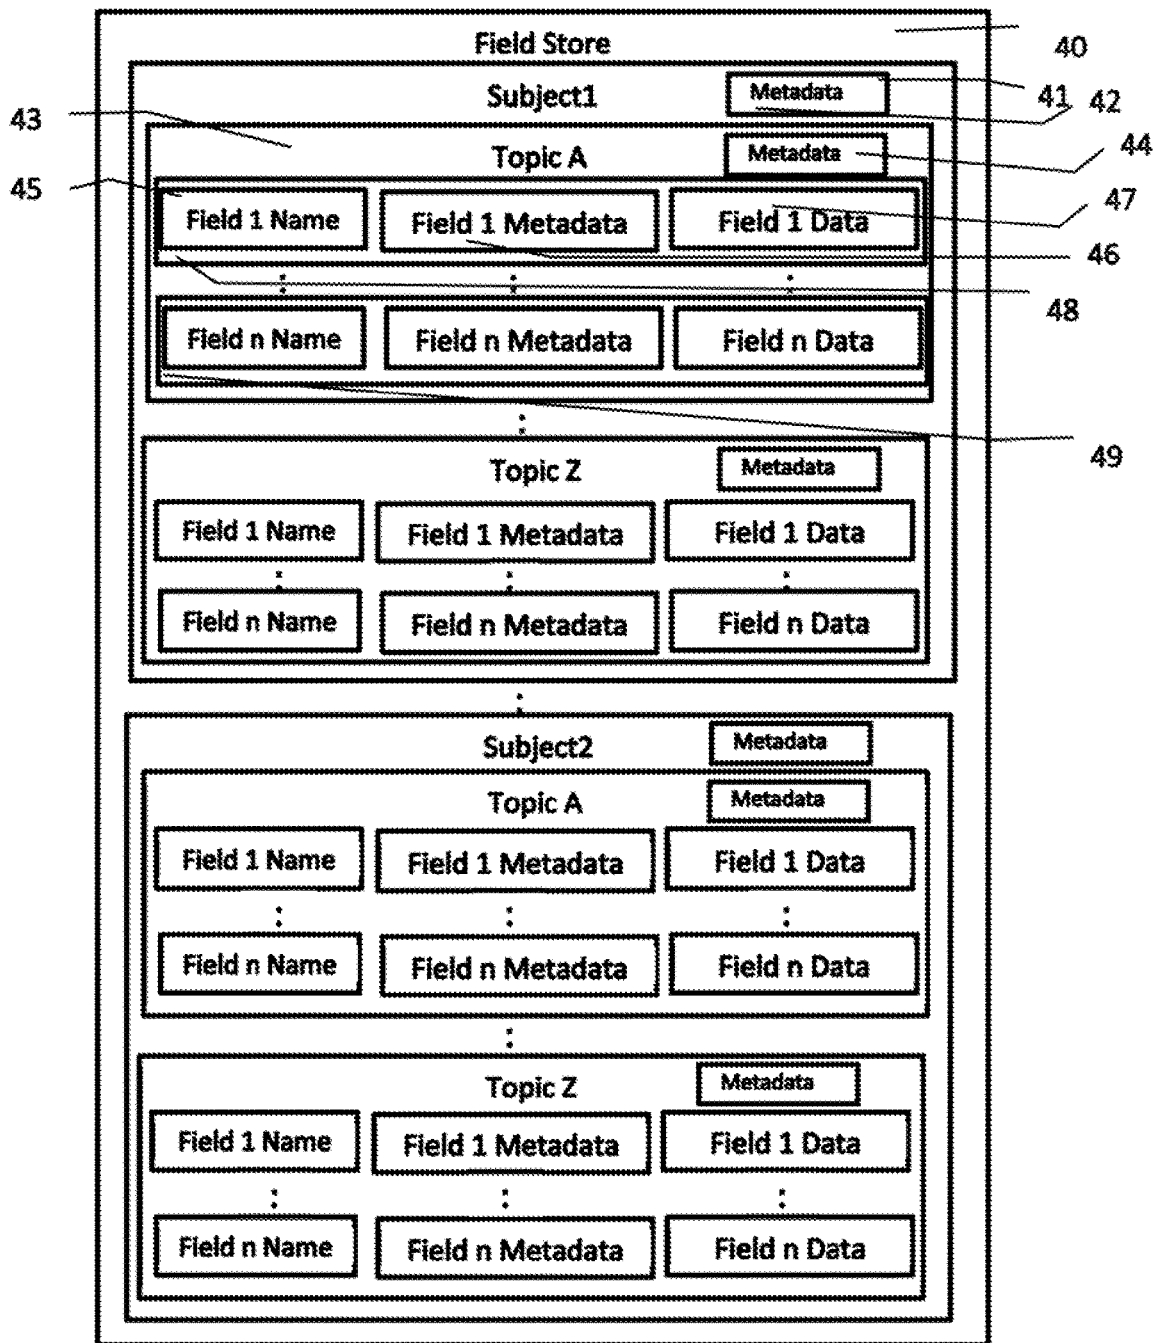 Field Store
40
Subject1
Metadata
41
42
43
Topic A
Metadata
44
45
Field 1 Name
Field 1 Metadata
Field 1 Data
47
46
48
Field n Name
Field n Metadata
Field n Data
49
Topic Z
Metadata
Field 1 Name
Field 1 Metadata
Field 1 Data
Field n Name
Field n Metadata
Field n Data
Subject2
Metadata
Topic A
Metadata
Field 1 Name
Field 1 Metadata
Field 1 Data
Field n Name
Field n Metadata
Field n Data
Topic Z
Metadata
Field 1 Name
Field 1 Metadata
Field 1 Data
Field n Name
Field n Metadata
Field n Data